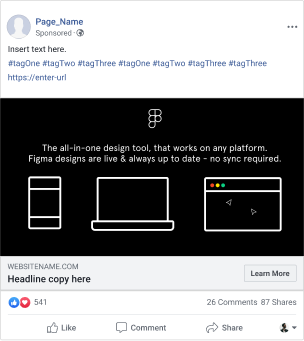 Page_Name
Sponsored ·
Insert text here.
#tagOne #tagTwo #tagThree #tagOne #tagTwo #tagThree #tagThree
https://enter-url
The all-in-one design tool, that works on any platform.
Figma designs are live & always up to date - no sync required.
WEBSITENAME.COM
Headline copy here
Learn More
541
26 Comments 87 Shares
Like
Comment
Share